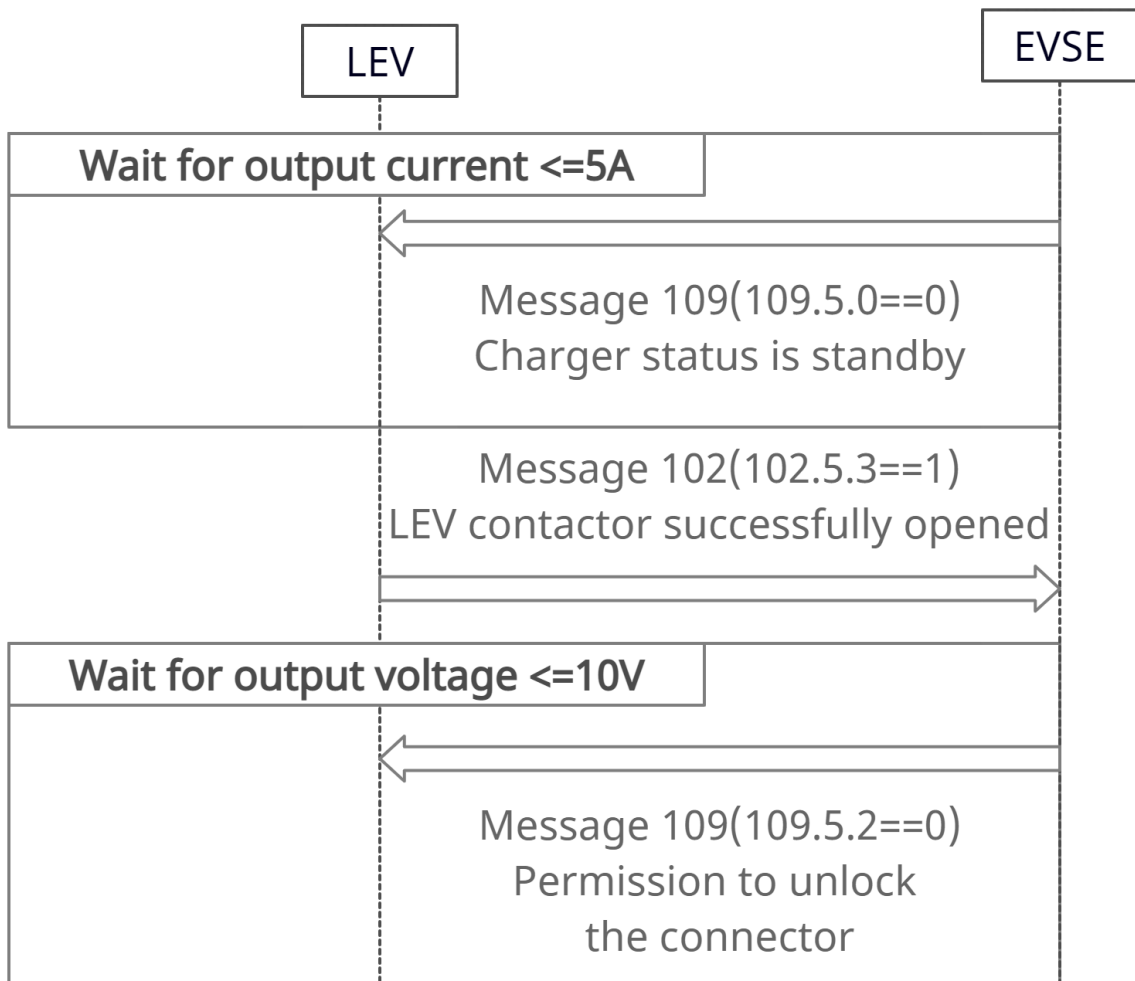 LEV
EVSE
Wait for output current <=5A
Message 109(109.5.0==0)
Charger status is standby
Message 102(102.5.3==1)
LEV contactor successfully opened
Wait for output voltage <=10V
Message 109(109.5.2==0)
Permission to unlock
the connector